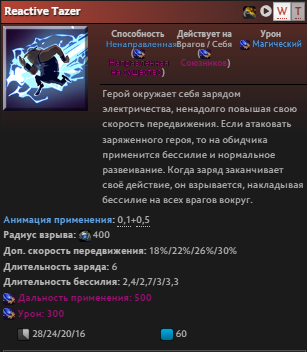 Reactive Tazer W T
Способность Действует на Урон
Ненаправленная Врагам / Себя Магический
(Направленная на существо) (Союзников)
Герой окружает себя зарядом
электричества, ненадолго повышая свою
скорость передвижения. Если атаковать
заряженного героя, то на обидчика
применится бессилие и нормальное
развеивание. Когда заряд заканчивает
своё действие, он взрывается, накладывая
бессилие на всех врагов вокруг.
Анимация применения: 0,1+0,5
Радиус взрыва: 400
Доп. скорость передвижения: 18%/22%/26%/30%
Длительность заряда: 6
Длительность бессилия: 2,4/2,7/3/3,3
Дальность применения: 500
Урон: 300
28/24/20/16 60